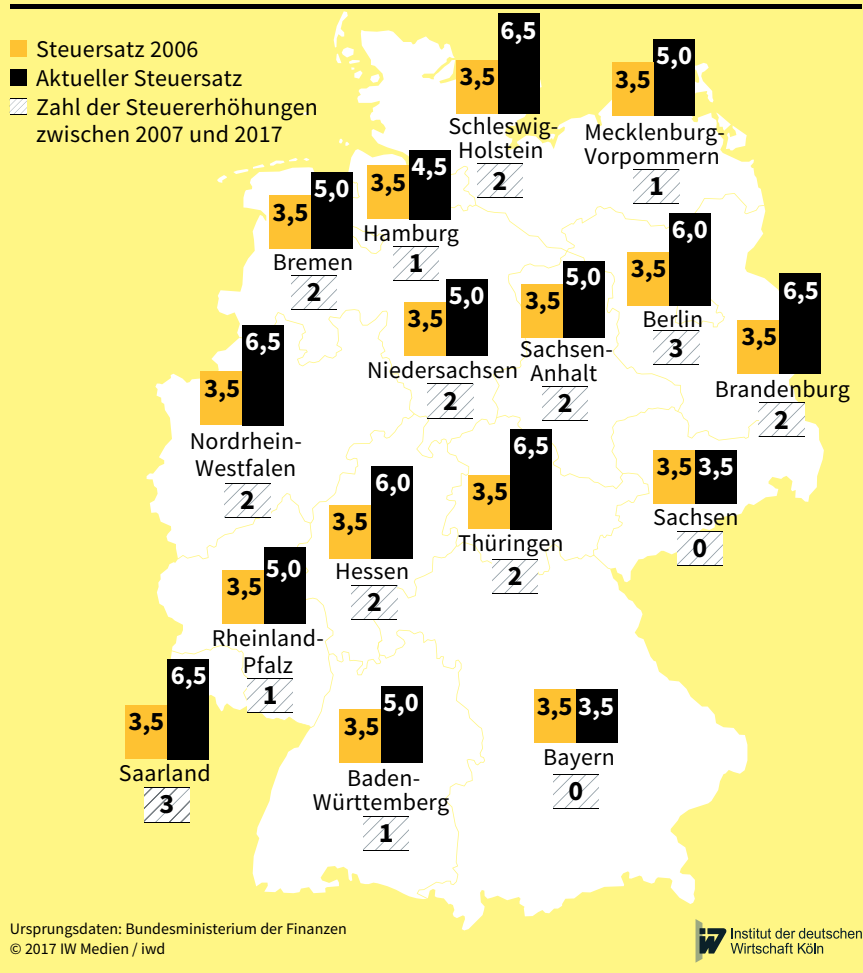 Steuersatz 2006
Aktueller Steuersatz
Zahl der Steuererhöhungen
zwischen 2007 und 2017
3,5 6,5
Schleswig-
Holstein
2
3,5 5,0
Mecklenburg-
Vorpommern
1
3,5 4,5
Hamburg
1
3,5 5,0
Bremen
2
3,5 6,0
Berlin
3
3,5 5,0
Niedersachsen
2
3,5 5,0
Sachsen-
Anhalt
2
3,5 6,5
Brandenburg
2
3,5 6,5
Nordrhein-
Westfalen
2
3,5 6,0
Hessen
2
3,5 6,5
Thüringen
2
3,5 3,5
Sachsen
0
3,5 5,0
Rheinland-
Pfalz
1
3,5 6,5
Saarland
3
3,5 5,0
Baden-
Württemberg
1
3,5 3,5
Bayern
0
Ursprungsdaten: Bundesministerium der Finanzen
© 2017 IW Medien / iwd
iw Institut der deutschen
Wirtschaft Köln